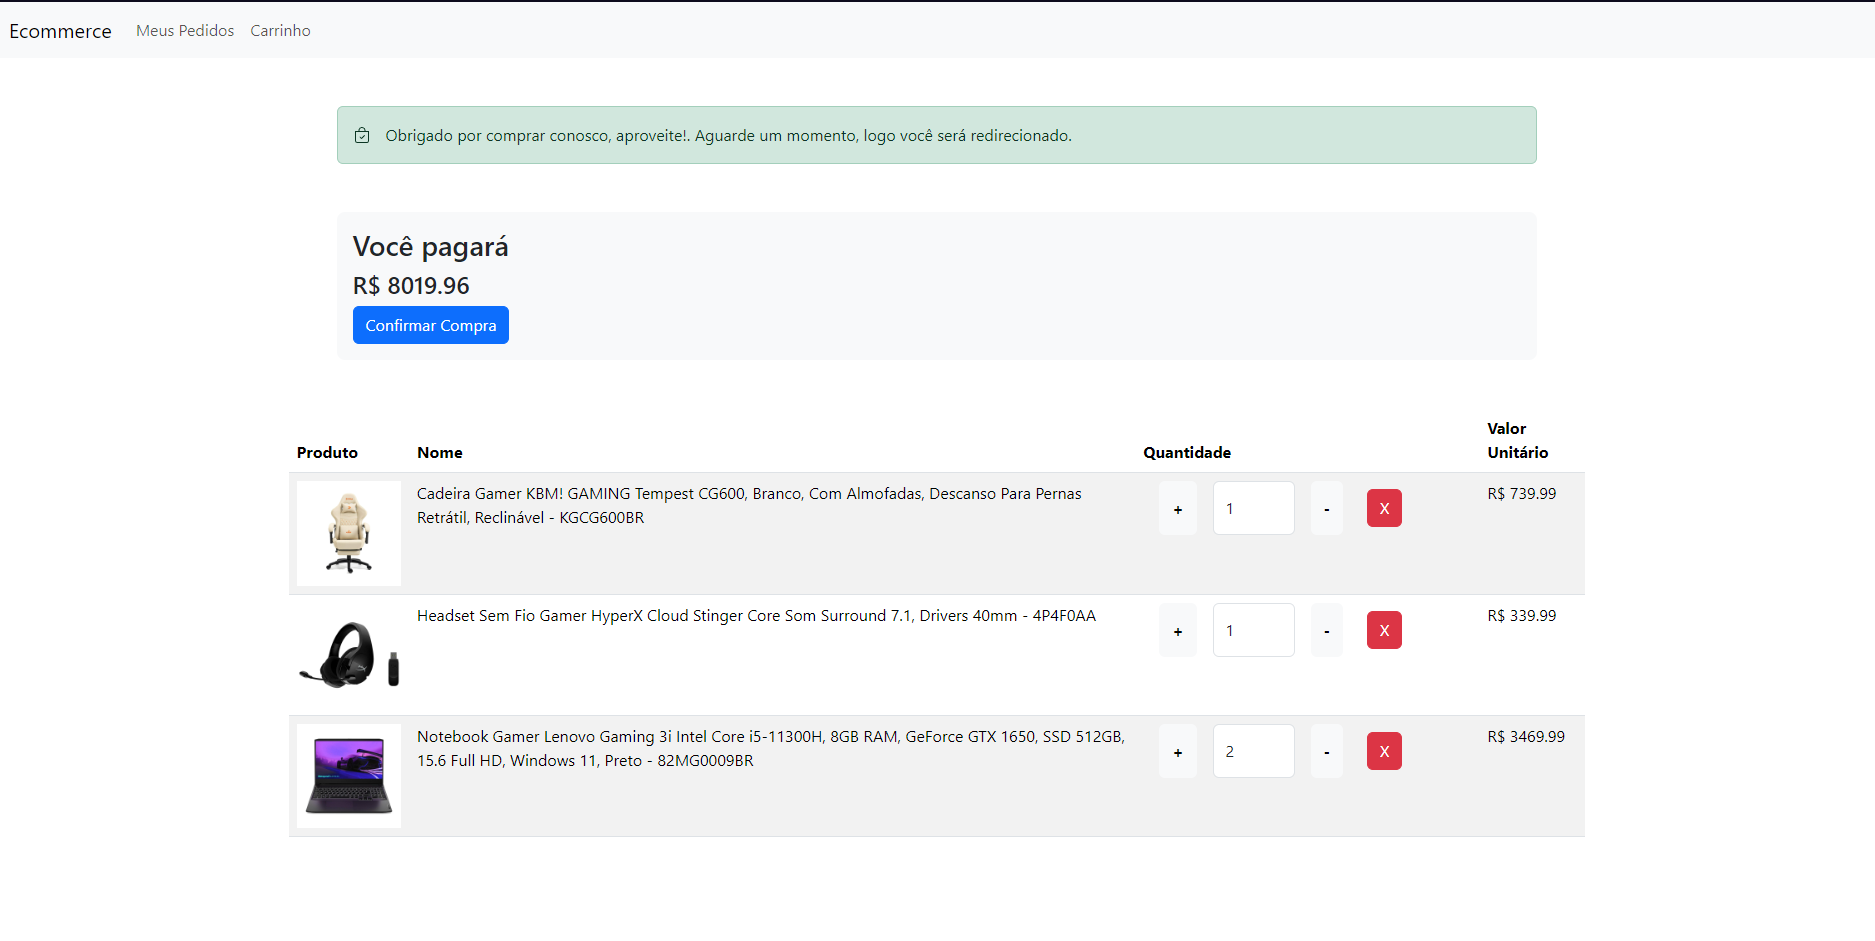 Ecommerce Meus Pedidos Carrinho
Obrigado por comprar conosco, aproveite!. Aguarde um momento, logo você será redirecionado.
Você pagará
R$ 8019.96
Confirmar Compra
Produto Nome Quantidade Valor
Unitário
Cadeira Gamer KBM! GAMING Tempest CG600, Branco, Com Almofadas, Descanso Para Pernas
Retrátil, Reclinável - KGCG600BR
+ 1 - X R$ 739.99
Headset Sem Fio Gamer HyperX Cloud Stinger Core Som Surround 7.1, Drivers 40mm - 4P4F0AA
+ 1 - X R$ 339.99
Notebook Gamer Lenovo Gaming 3i Intel Core i5-11300H, 8GB RAM, GeForce GTX 1650, SSD 512GB,
15.6 Full HD, Windows 11, Preto - 82MG0009BR
+ 2 - X R$ 3469.99